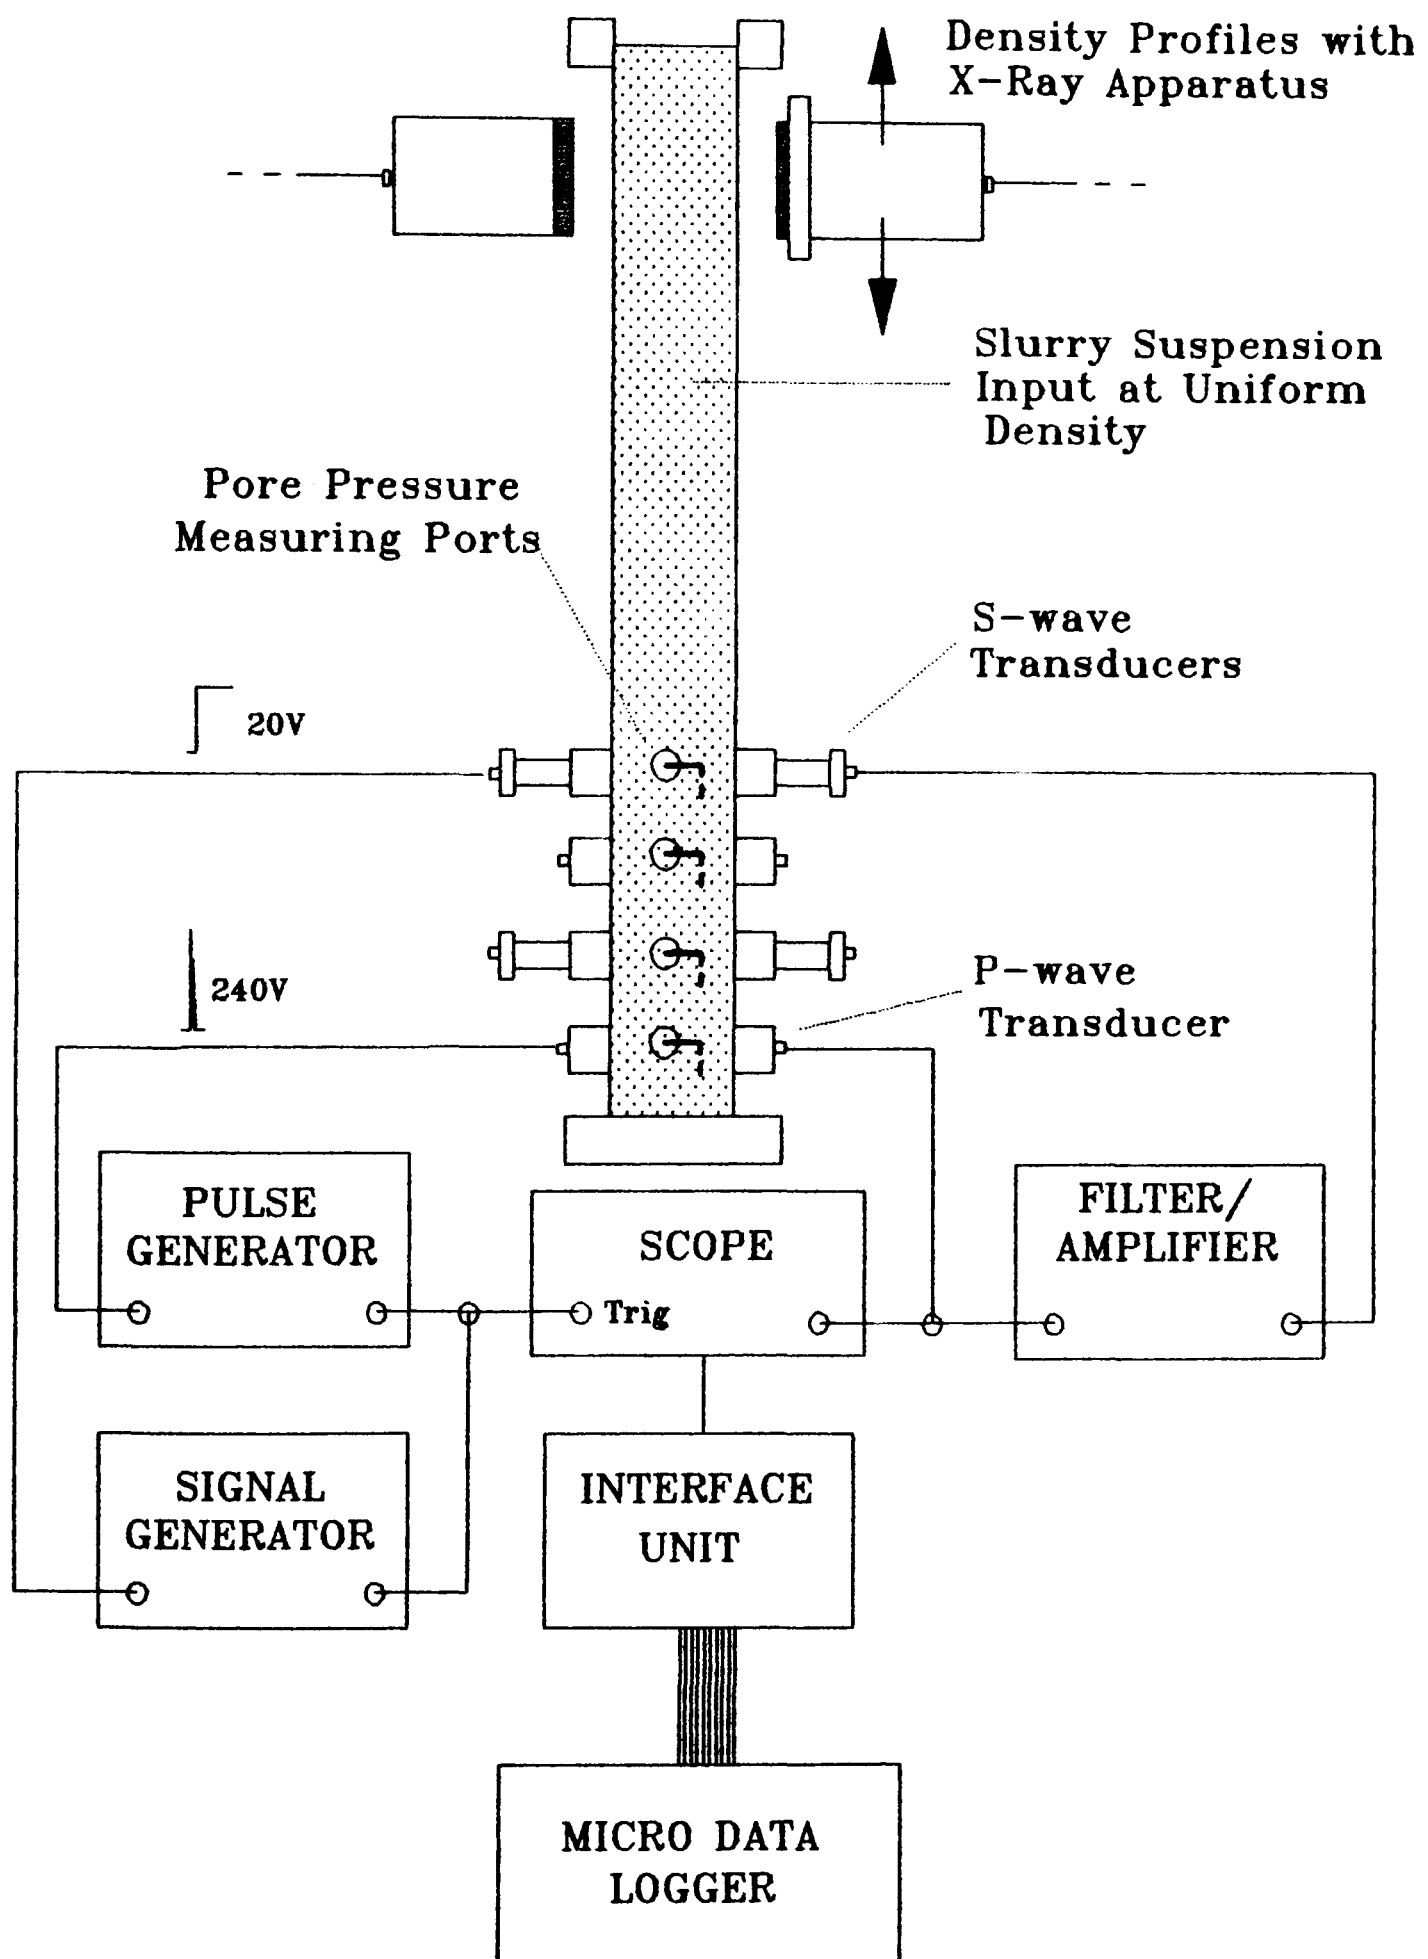 Density Profiles with
X-Ray Apparatus
Slurry Suspension
Input at Uniform
Density
Pore Pressure
Measuring Ports
S-wave
Transducers
20V
P-wave
Transducer
240V
PULSE
GENERATOR
SCOPE
Trig
FILTER/
AMPLIFIER
SIGNAL
GENERATOR
INTERFACE
UNIT
MICRO DATA
LOGGER